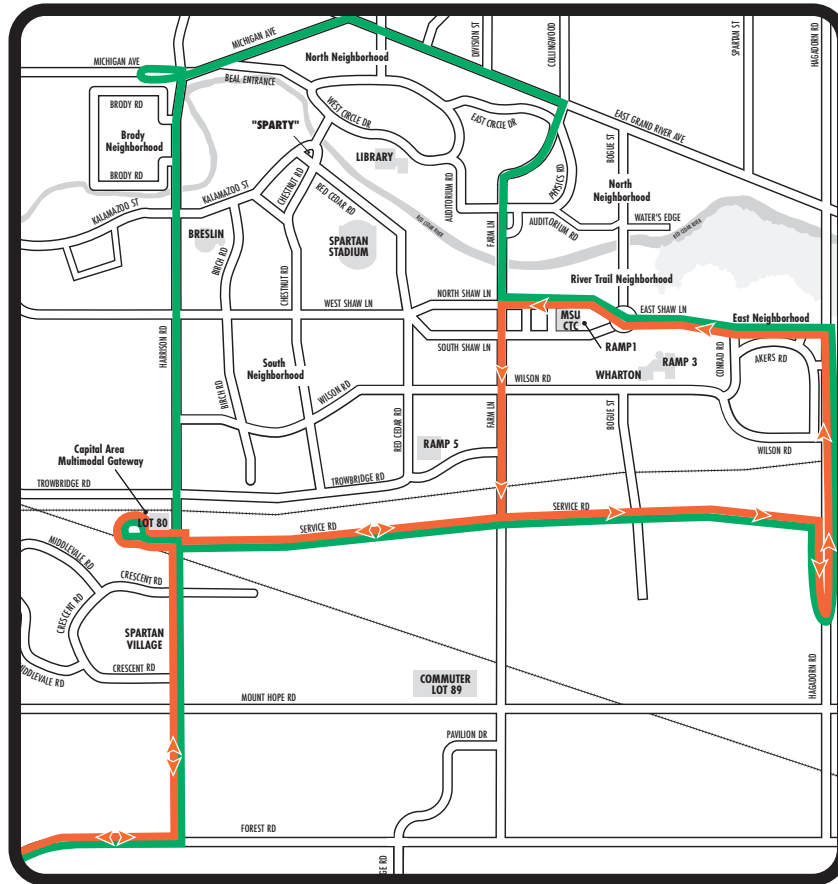 MICHIGAN AVE
DIVISION ST
COLLINGWOOD
SPARTAN ST
HAGADORN RD
MICHIGAN AVE
North Neighborhood
BEAL ENTRANCE
BRODY RD
Brody
Neighborhood
BRODY RD
"SPARTY"
WEST CIRCLE DR
EAST CIRCLE DR
EAST GRAND RIVER AVE
BOGUE ST
LIBRARY
PHYSICS RD
CHESTNUT RD
RED CEDAR RD
AUDITORIUM RD
North
Neighborhood
KALAMAZOO ST
KALAMAZOO ST
AUDITORIUM RD
WATER'S EDGE
RED CEDAR RIVER
RED CEDAR RIVER
FARM LN
BRESLIN
BIRCH RD
SPARTAN
STADIUM
CHESTNUT RD
River Trail Neighborhood
WEST SHAW LN
NORTH SHAW LN
EAST SHAW LN
East Neighborhood
MSU
CTC
RAMP1
SOUTH SHAW LN
HARRISON RD
South
Neighborhood
RAMP 3
CONRAD RD
AKERS RD
WHARTON
BIRCH RD
WILSON RD
WILSON RD
RED CEDAR RD
FARM LN
BOGUE ST
RAMP 5
WILSON RD
Capital Area
Multimodal Gateway
TROWBRIDGE RD
TROWBRIDGE RD
LOT 80
SERVICE RD
SERVICE RD
MIDDLEVALE RD
CRESCENT RD
CRESCENT RD
SPARTAN
VILLAGE
CRESCENT RD
MIDDLEVALE RD
COMMUTER
LOT 89
HAGADORN RD
MOUNT HOPE RD
PAVILION DR
FOREST RD
GE RD